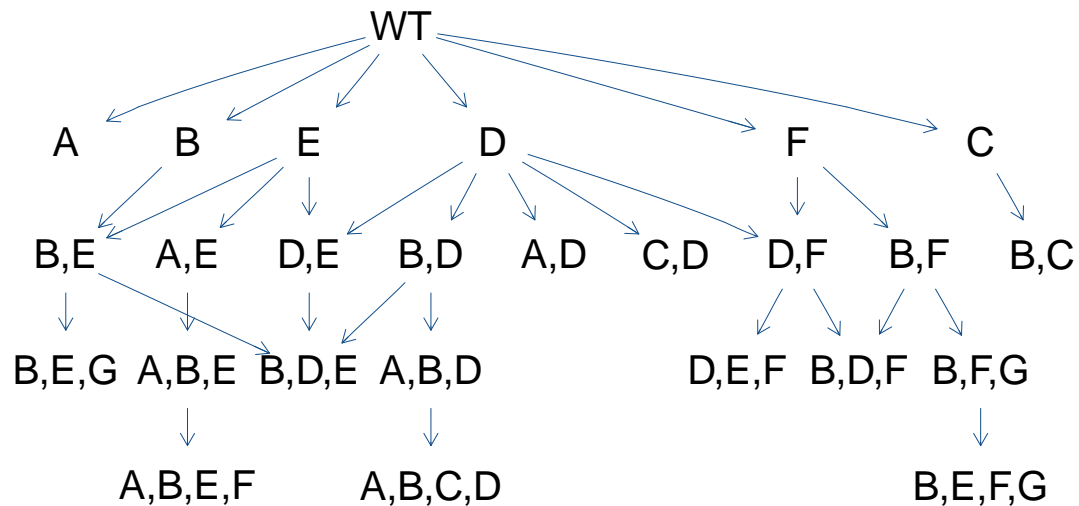 WT
A B E D F C
B,E A,E D,E B,D A,D C,D D,F B,F B,C
B,E,G A,B,E B,D,E A,B,D D,E,F B,D,F B,F,G
A,B,E,F A,B,C,D B,E,F,G